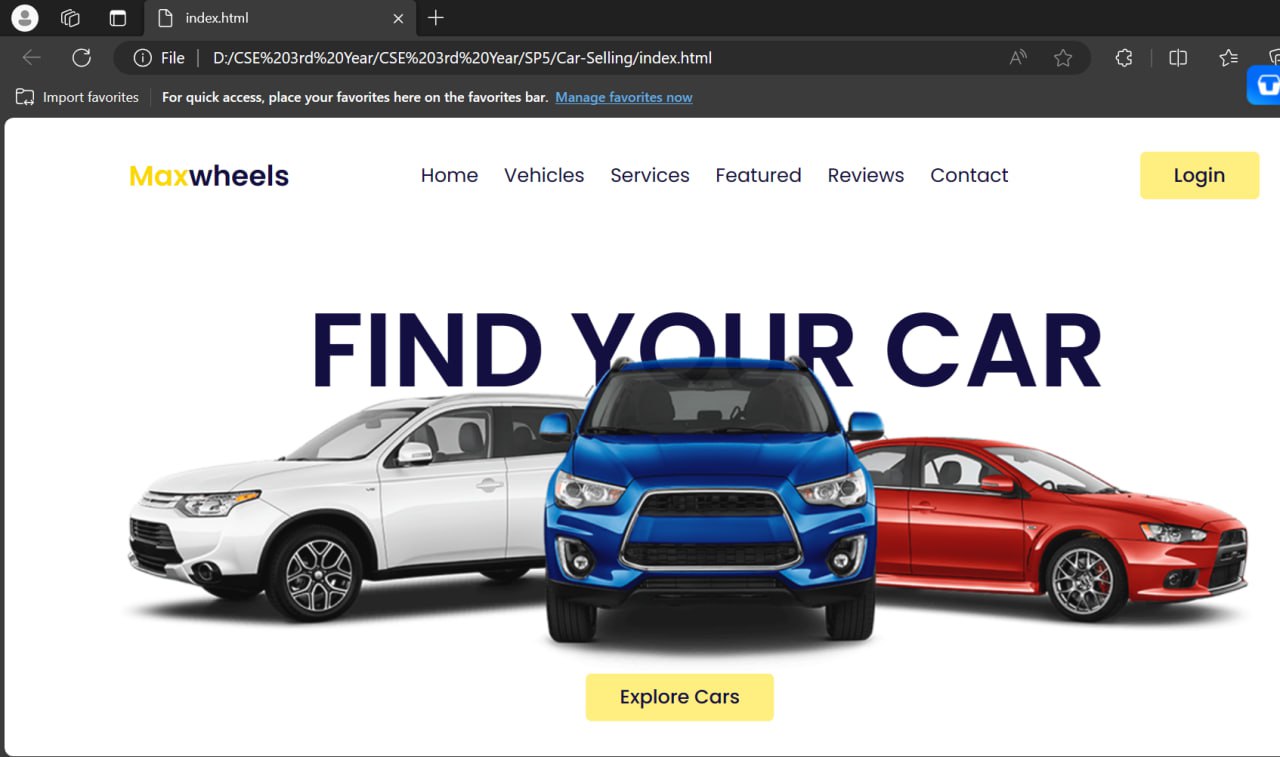 index.html
File
D:/CSE%203rd%20Year/CSE%203rd%20Year/SP5/Car-Selling/index.html
Import favorites
For quick access, place your favorites here on the favorites bar. Manage favorites now
Maxwheels
Home Vehicles Services Featured Reviews Contact
Login
FIND YOUR CAR
Explore Cars